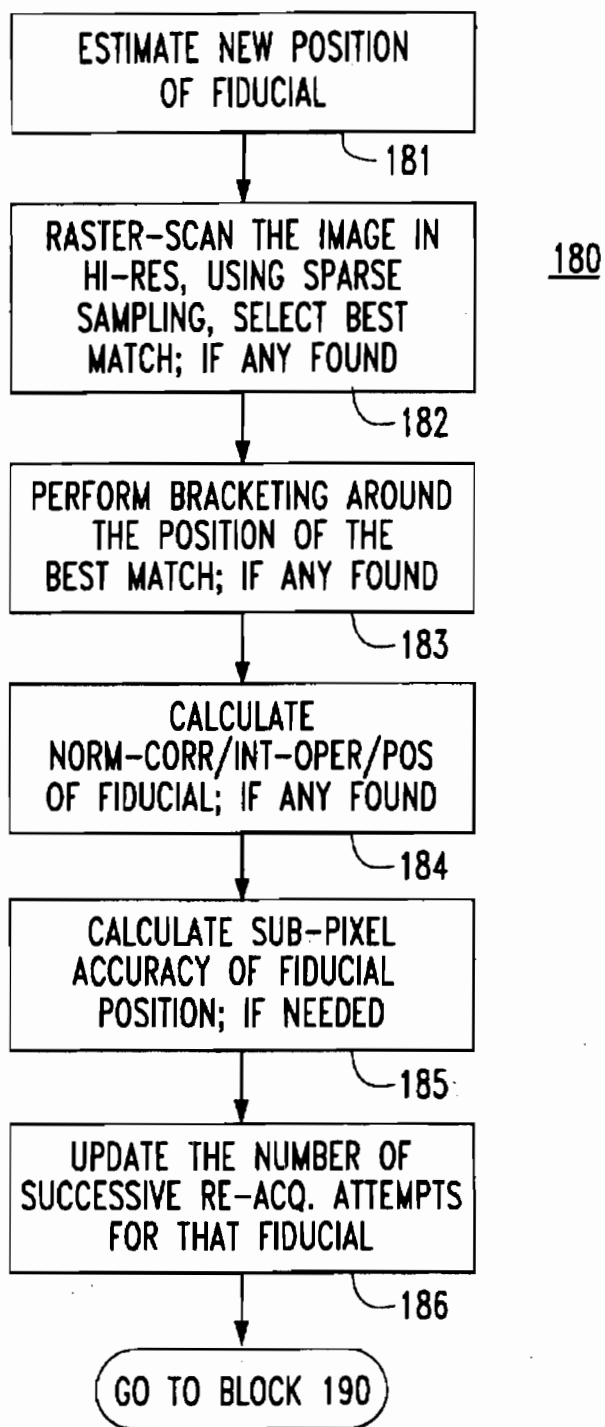 ESTIMATE NEW POSITION
OF FIDUCIAL
181
RASTER-SCAN THE IMAGE IN
HI-RES, USING SPARSE
SAMPLING, SELECT BEST
MATCH; IF ANY FOUND
180
182
PERFORM BRACKETING AROUND
THE POSITION OF THE
BEST MATCH; IF ANY FOUND
183
CALCULATE
NORM-CORR/INT-OPER/POS
OF FIDUCIAL; IF ANY FOUND
184
CALCULATE SUB-PIXEL
ACCURACY OF FIDUCIAL
POSITION; IF NEEDED
185
UPDATE THE NUMBER OF
SUCCESSIVE RE-ACQ. ATTEMPTS
FOR THAT FIDUCIAL
186
GO TO BLOCK 190